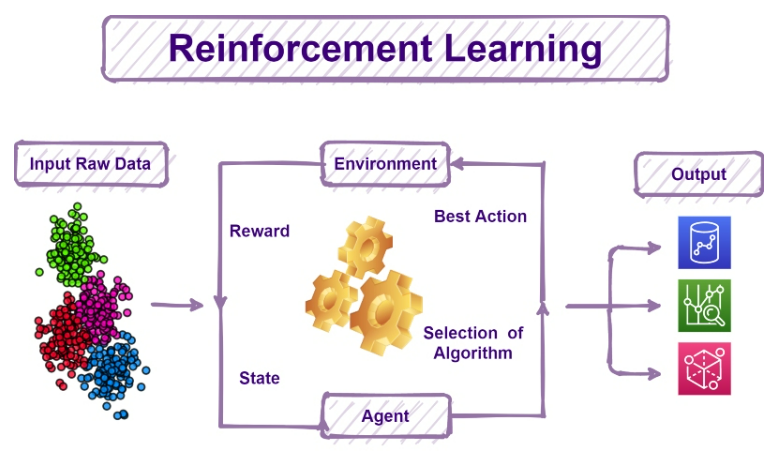 Reinforcement Learning
Input Raw Data
Environment
Output
Reward
Best Action
Selection of
Algorithm
State
Agent